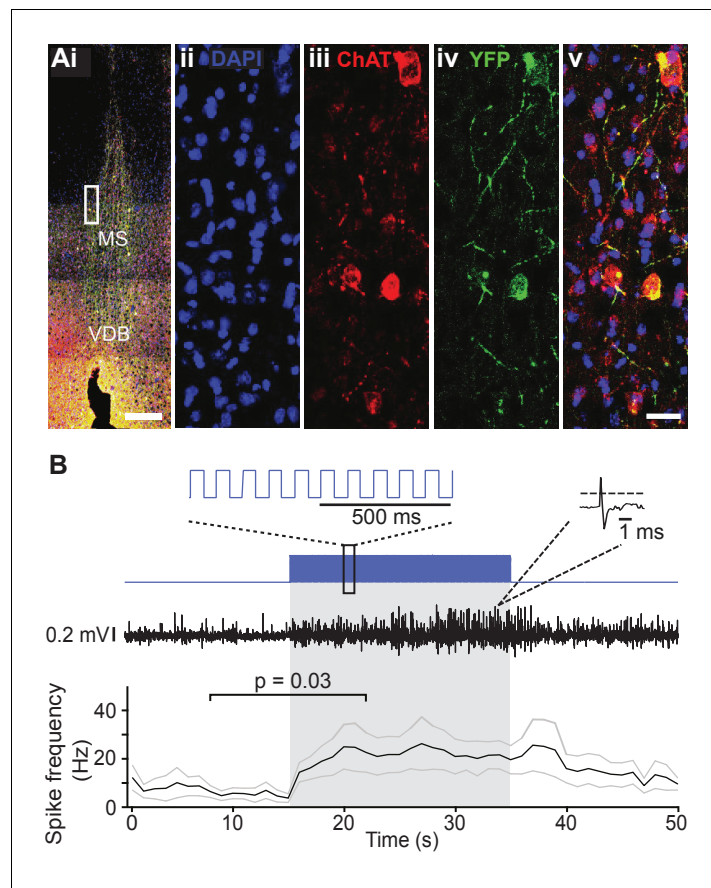 Ai
ii DAPI
iii ChAT
iv YFP
v
MS
VDB
B
500 ms
1 ms
0.2 mV
p = 0.03
40
20
0
Spike frequency
(Hz)
0 10 20 30 40 50
Time (s)